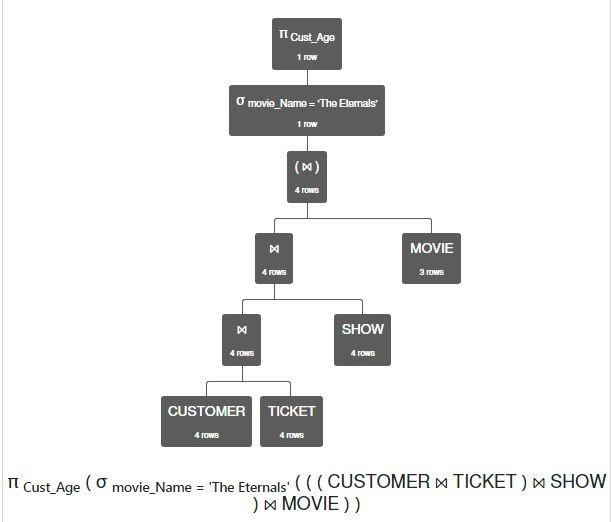 π Cust_Age
1 row
σ movie_Name = 'The Eternals'
1 row
( ⋈ )
4 rows
⋈
4 rows
MOVIE
3 rows
⋈
4 rows
SHOW
4 rows
CUSTOMER
4 rows
TICKET
4 rows
π Cust_Age ( σ movie_Name = 'The Eternals' ( ( ( CUSTOMER ⋈ TICKET ) ⋈ SHOW
) ⋈ MOVIE ) )